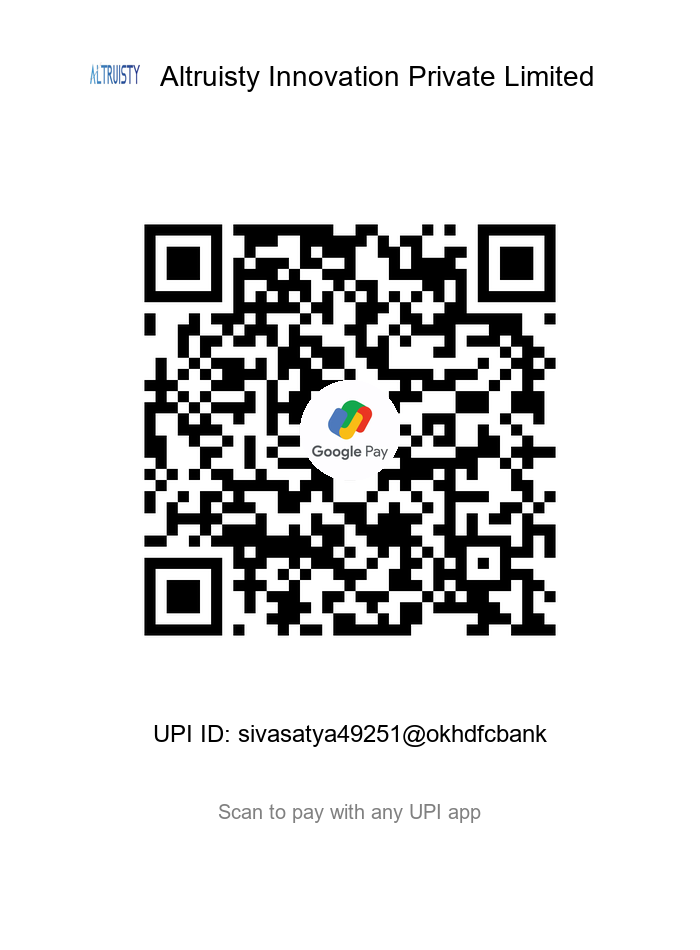 ALTRUISTY Altruisty Innovation Private Limited
Google Pay
UPI ID: sivasatya49251@okhdfcbank
Scan to pay with any UPI app